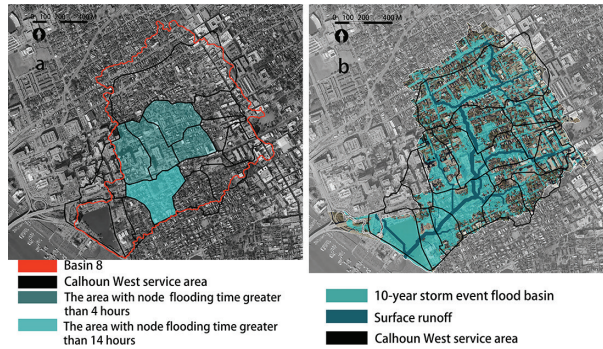 0 100 200 400 M
a
Basin 8
Calhoun West service area
The area with node flooding time greater
than 4 hours
The area with node flooding time greater
than 14 hours
0 100 200 400 M
b
10-year storm event flood basin
Surface runoff
Calhoun West service area